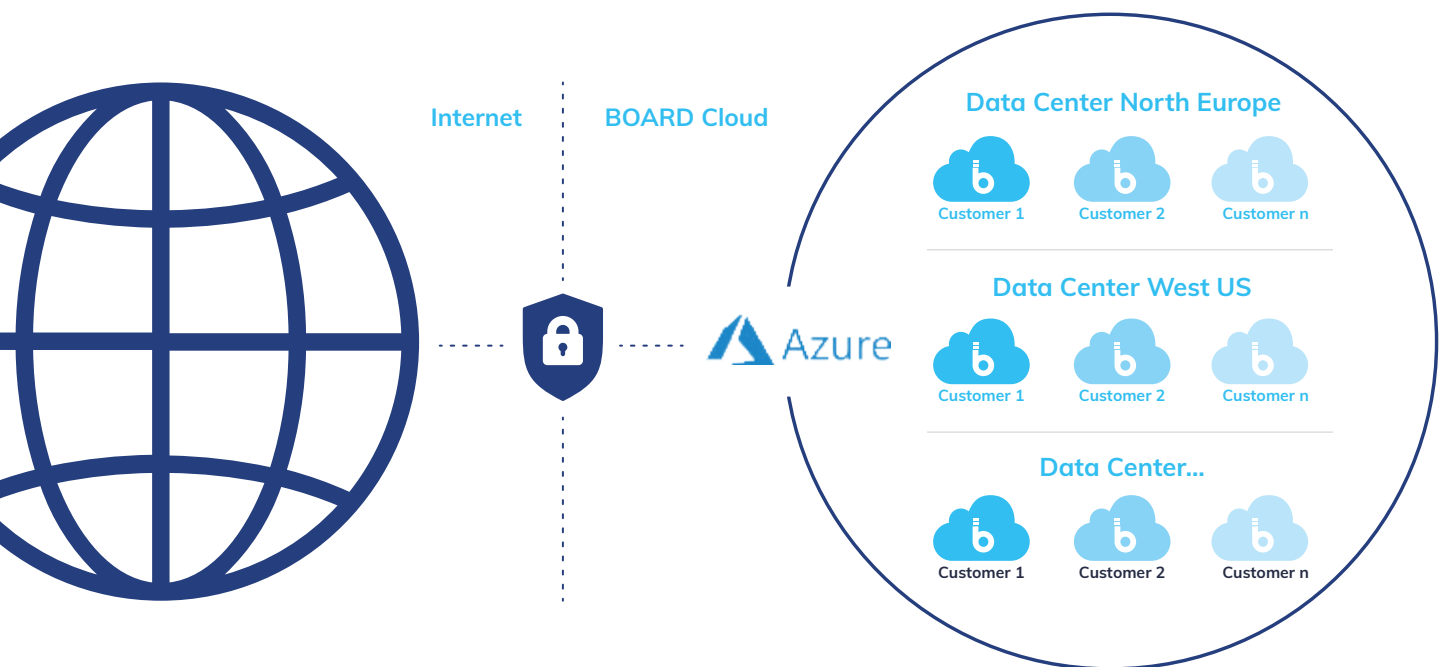 Internet
BOARD Cloud
Azure
Data Center North Europe
Customer 1
Customer 2
Customer n
Data Center West US
Customer 1
Customer 2
Customer n
Data Center...
Customer 1
Customer 2
Customer n